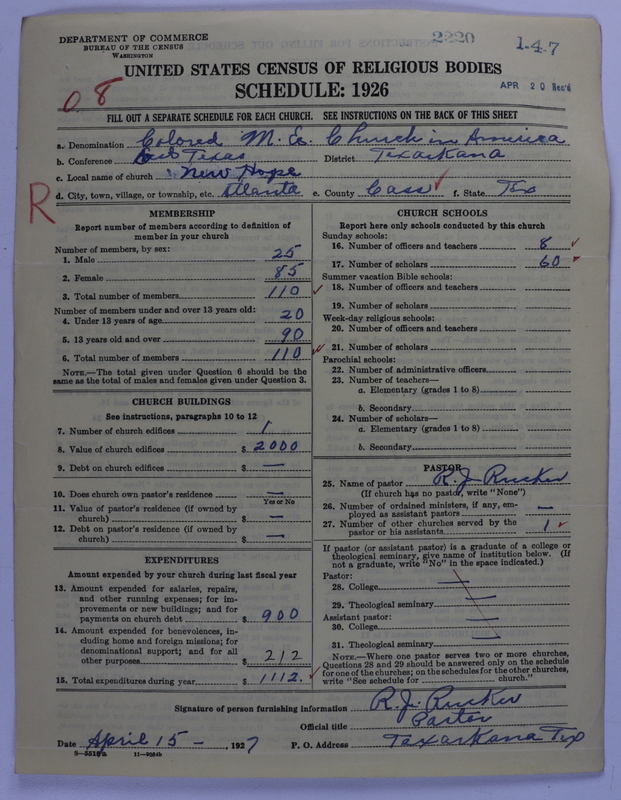 DEPARTMENT OF COMMERCE
BUREAU OF THE CENSUS
WASHINGTON
2220
1-4-7
UNITED STATES CENSUS OF RELIGIOUS BODIES
SCHEDULE: 1926
APR 20 Rec'd
08
FILL OUT A SEPARATE SCHEDULE FOR EACH CHURCH. SEE INSTRUCTIONS ON THE BACK OF THIS SHEET
a. Denomination Colored M. E. Church in America
b. Conference East Texas District Texarkana
c. Local name of church New Hope
R
d. City, town, village, or township, etc. Atlanta e. County Cass f. State Tex
MEMBERSHIP
Report number of members according to definition of
member in your church
Number of members, by sex:
1. Male 25
2. Female 85
3. Total number of members 110
Number of members under and over 13 years old:
4. Under 13 years of age 20
5. 13 years old and over 90
6. Total number of members 110
NOTE.—The total given under Question 6 should be
same as the total of males and females given under Question 3.
CHURCH BUILDINGS
See instructions, paragraphs 10 to 12
7. Number of church edifices 1
8. Value of church edifices $ 2000
9. Debt on church edifices $ —
10. Does church own pastor's residence —
Yes or No
11. Value of pastor's residence (if owned by
church) $ —
12. Debt on pastor's residence (if owned by
church) $ —
EXPENDITURES
Amount expended by your church during last fiscal year
13. Amount expended for salaries, repairs,
and other running expenses; for im-
provements or new buildings; and for
payments on church debt $ 900
14. Amount expended for benevolences, in-
cluding home and foreign missions; for
denominational support; and for all
other purposes $ 212
15. Total expenditures during year $ 1112.
CHURCH SCHOOLS
Report here only schools conducted by this church
Sunday schools:
16. Number of officers and teachers 8
17. Number of scholars 60
Summer vacation Bible schools:
18. Number of officers and teachers
19. Number of scholars
Week-day religious schools:
20. Number of officers and teachers
21. Number of scholars
Parochial schools:
22. Number of administrative officers
23. Number of teachers—
a. Elementary (grades 1 to 8)
b. Secondary
24. Number of scholars—
a. Elementary (grades 1 to 8)
b. Secondary
PASTOR
25. Name of pastor R. J. Rucker
(If church has no pastor, write "None")
26. Number of ordained ministers, if any, em-
ployed as assistant pastors —
27. Number of other churches served by the
pastor or his assistants 1
If pastor (or assistant pastor) is a graduate of a college or
theological seminary, give name of institution below. (If
not a graduate, write "No" in the space indicated.)
Pastor:
28. College —
29. Theological seminary —
Assistant pastor:
30. College —
31. Theological seminary —
NOTE.—Where one pastor serves two or more churches,
Questions 28 and 29 should be answered only on the schedule
for one of the churches; on the schedules for the other churches,
write "See schedule for church."
Signature of person furnishing information R. J. Rucker
Official title Paster
Date April 15 —, 1927 P. O. Address Texarkana Tex